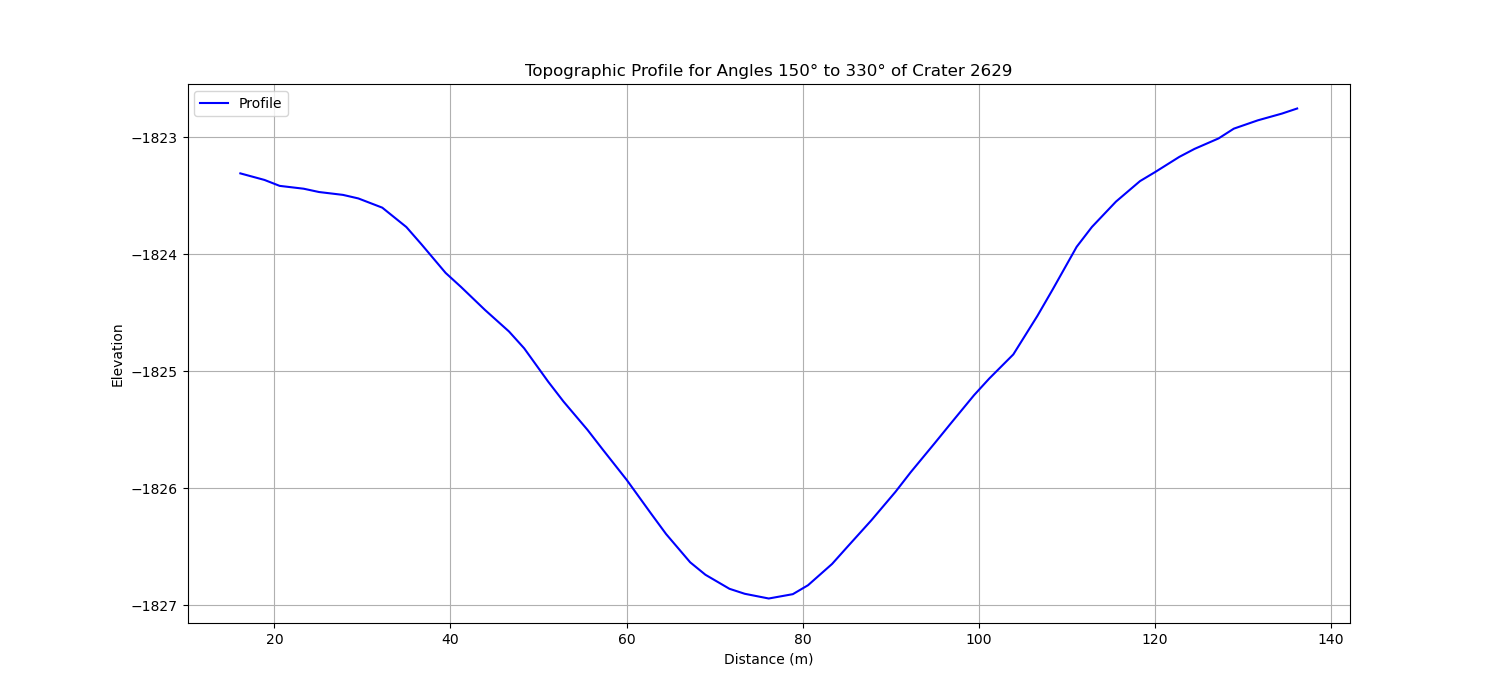 Topographic Profile for Angles 150° to 330° of Crater 2629
Profile
−1823
−1824
−1825
−1826
−1827
Elevation
20 40 60 80 100 120 140
Distance (m)